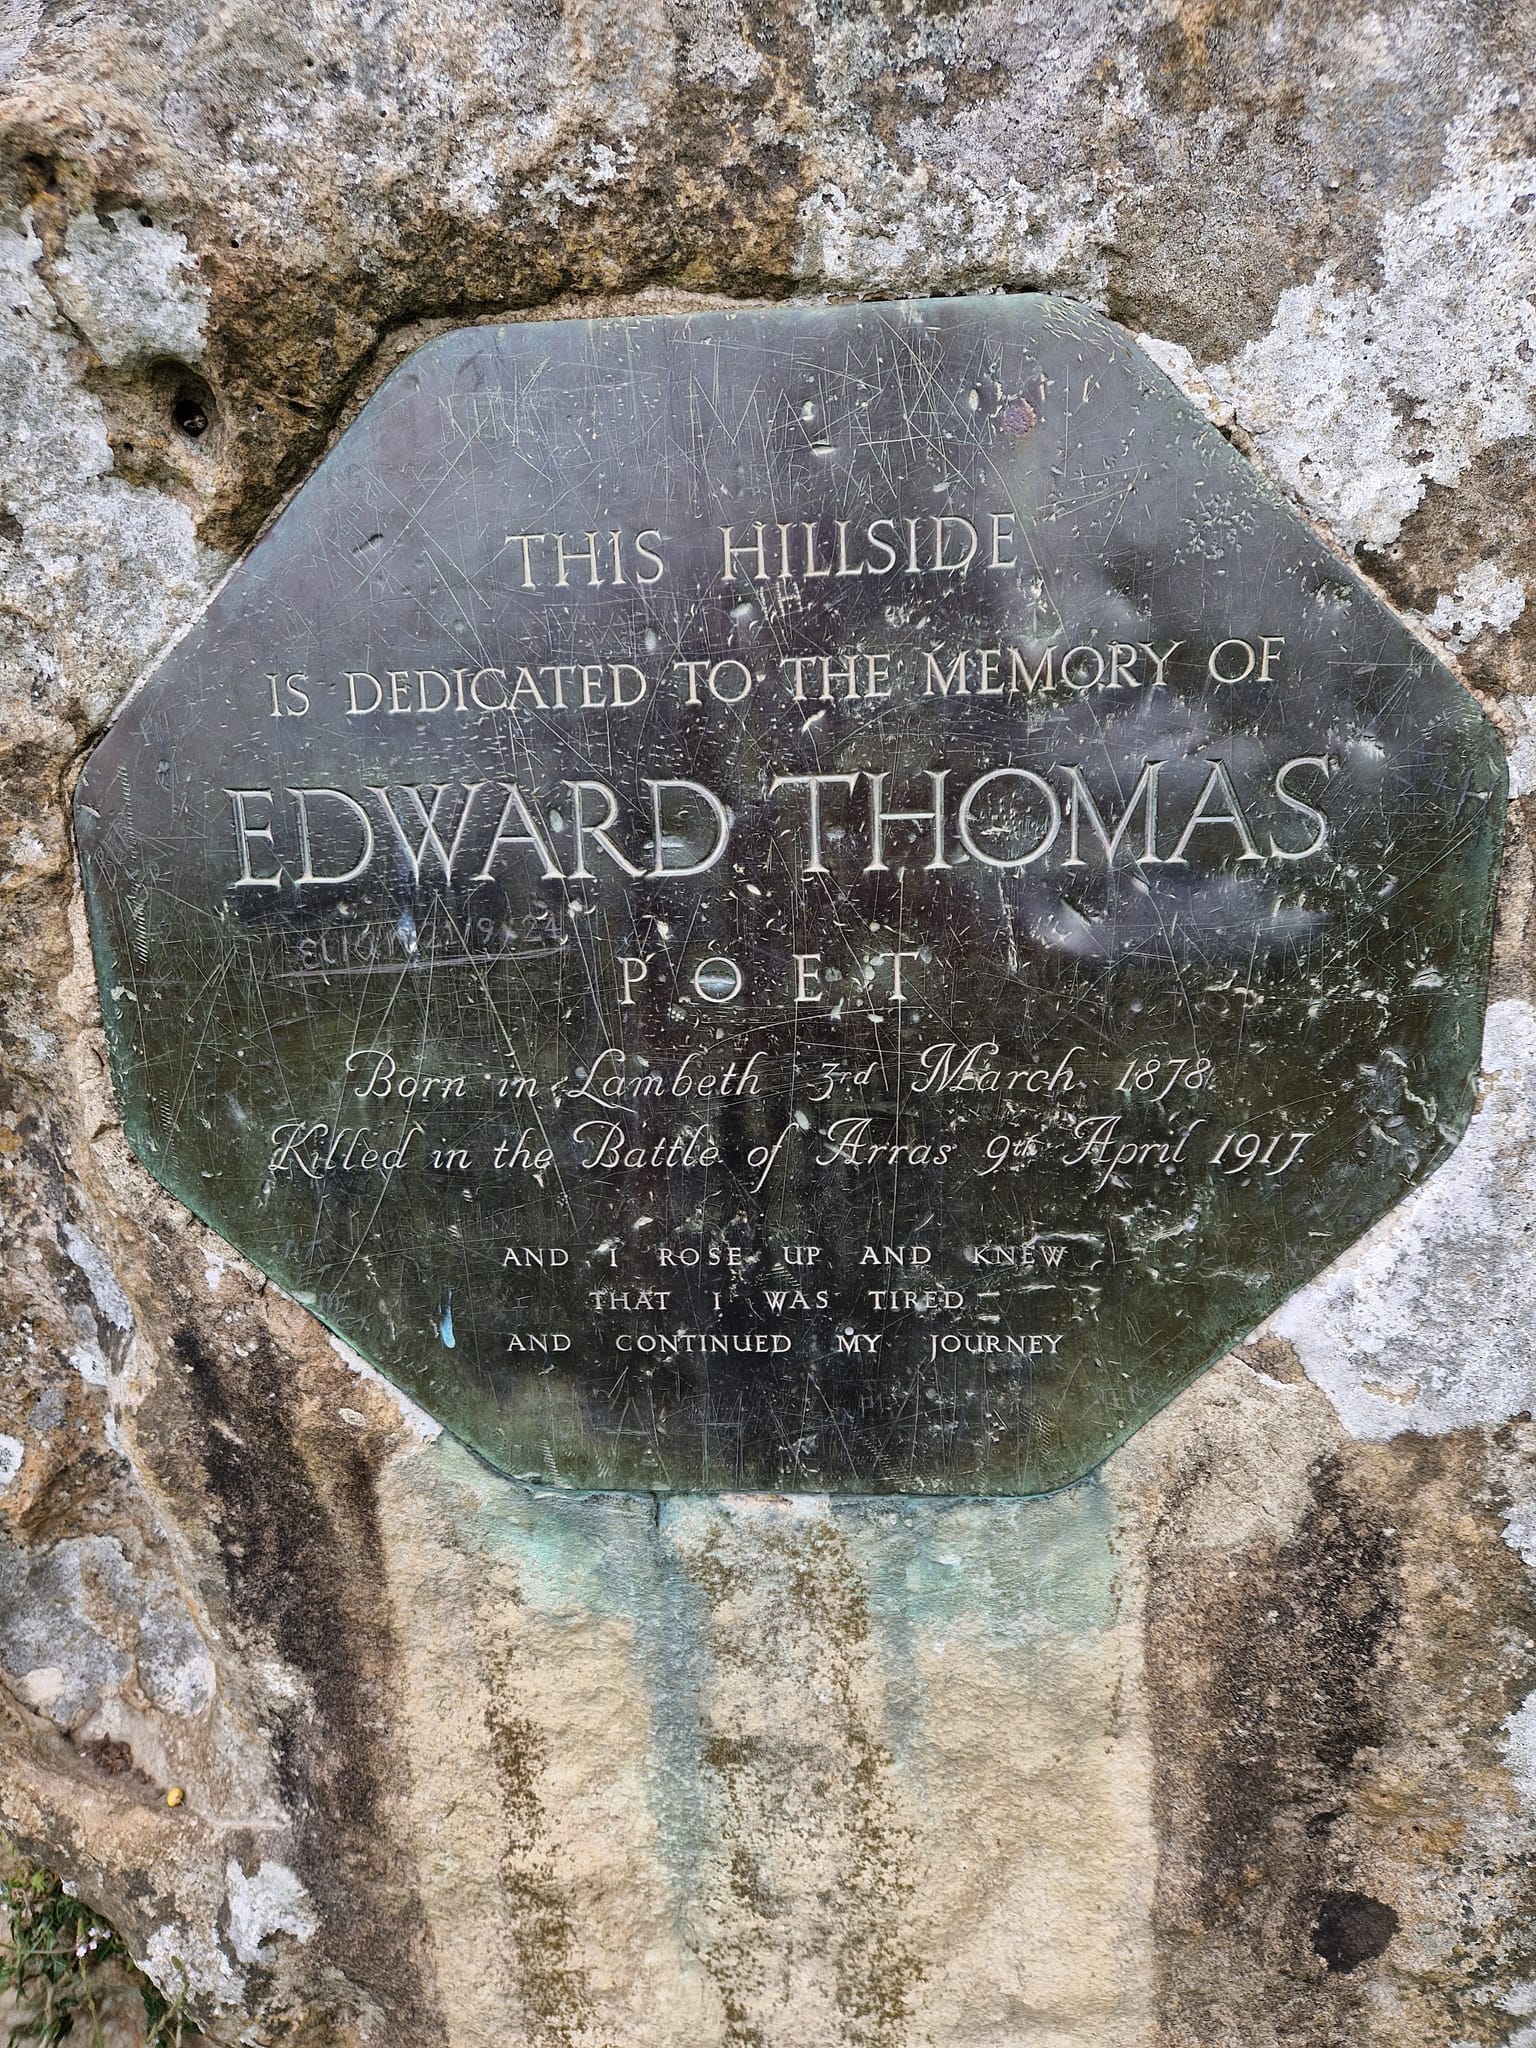 THIS HILLSIDE
IS DEDICATED TO THE MEMORY OF
EDWARD THOMAS
POET
Born in Lambeth 3rd March 1878
Killed in the Battle of Arras 9th April 1917
AND I ROSE UP AND KNEW
THAT I WAS TIRED
AND CONTINUED MY JOURNEY